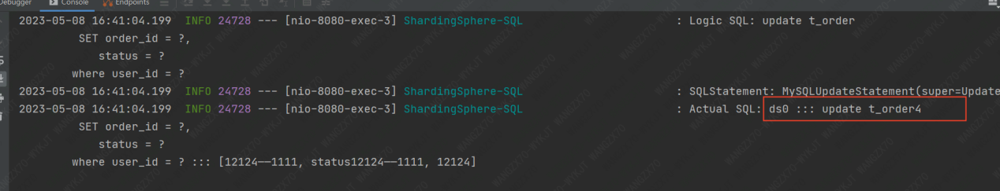 Debugger Console Endpoints
2023-05-08 16:41:04.199 INFO 24728 --- [nio-8080-exec-3] ShardingSphere-SQL : Logic SQL: update t_order
SET order_id = ?,
status = ?
where user_id = ?
2023-05-08 16:41:04.199 INFO 24728 --- [nio-8080-exec-3] ShardingSphere-SQL : SQLStatement: MySQLUpdateStatement(super=Update
2023-05-08 16:41:04.199 INFO 24728 --- [nio-8080-exec-3] ShardingSphere-SQL : Actual SQL: ds0 ::: update t_order4
SET order_id = ?,
status = ?
where user_id = ? ::: [12124——1111, status12124——1111, 12124]